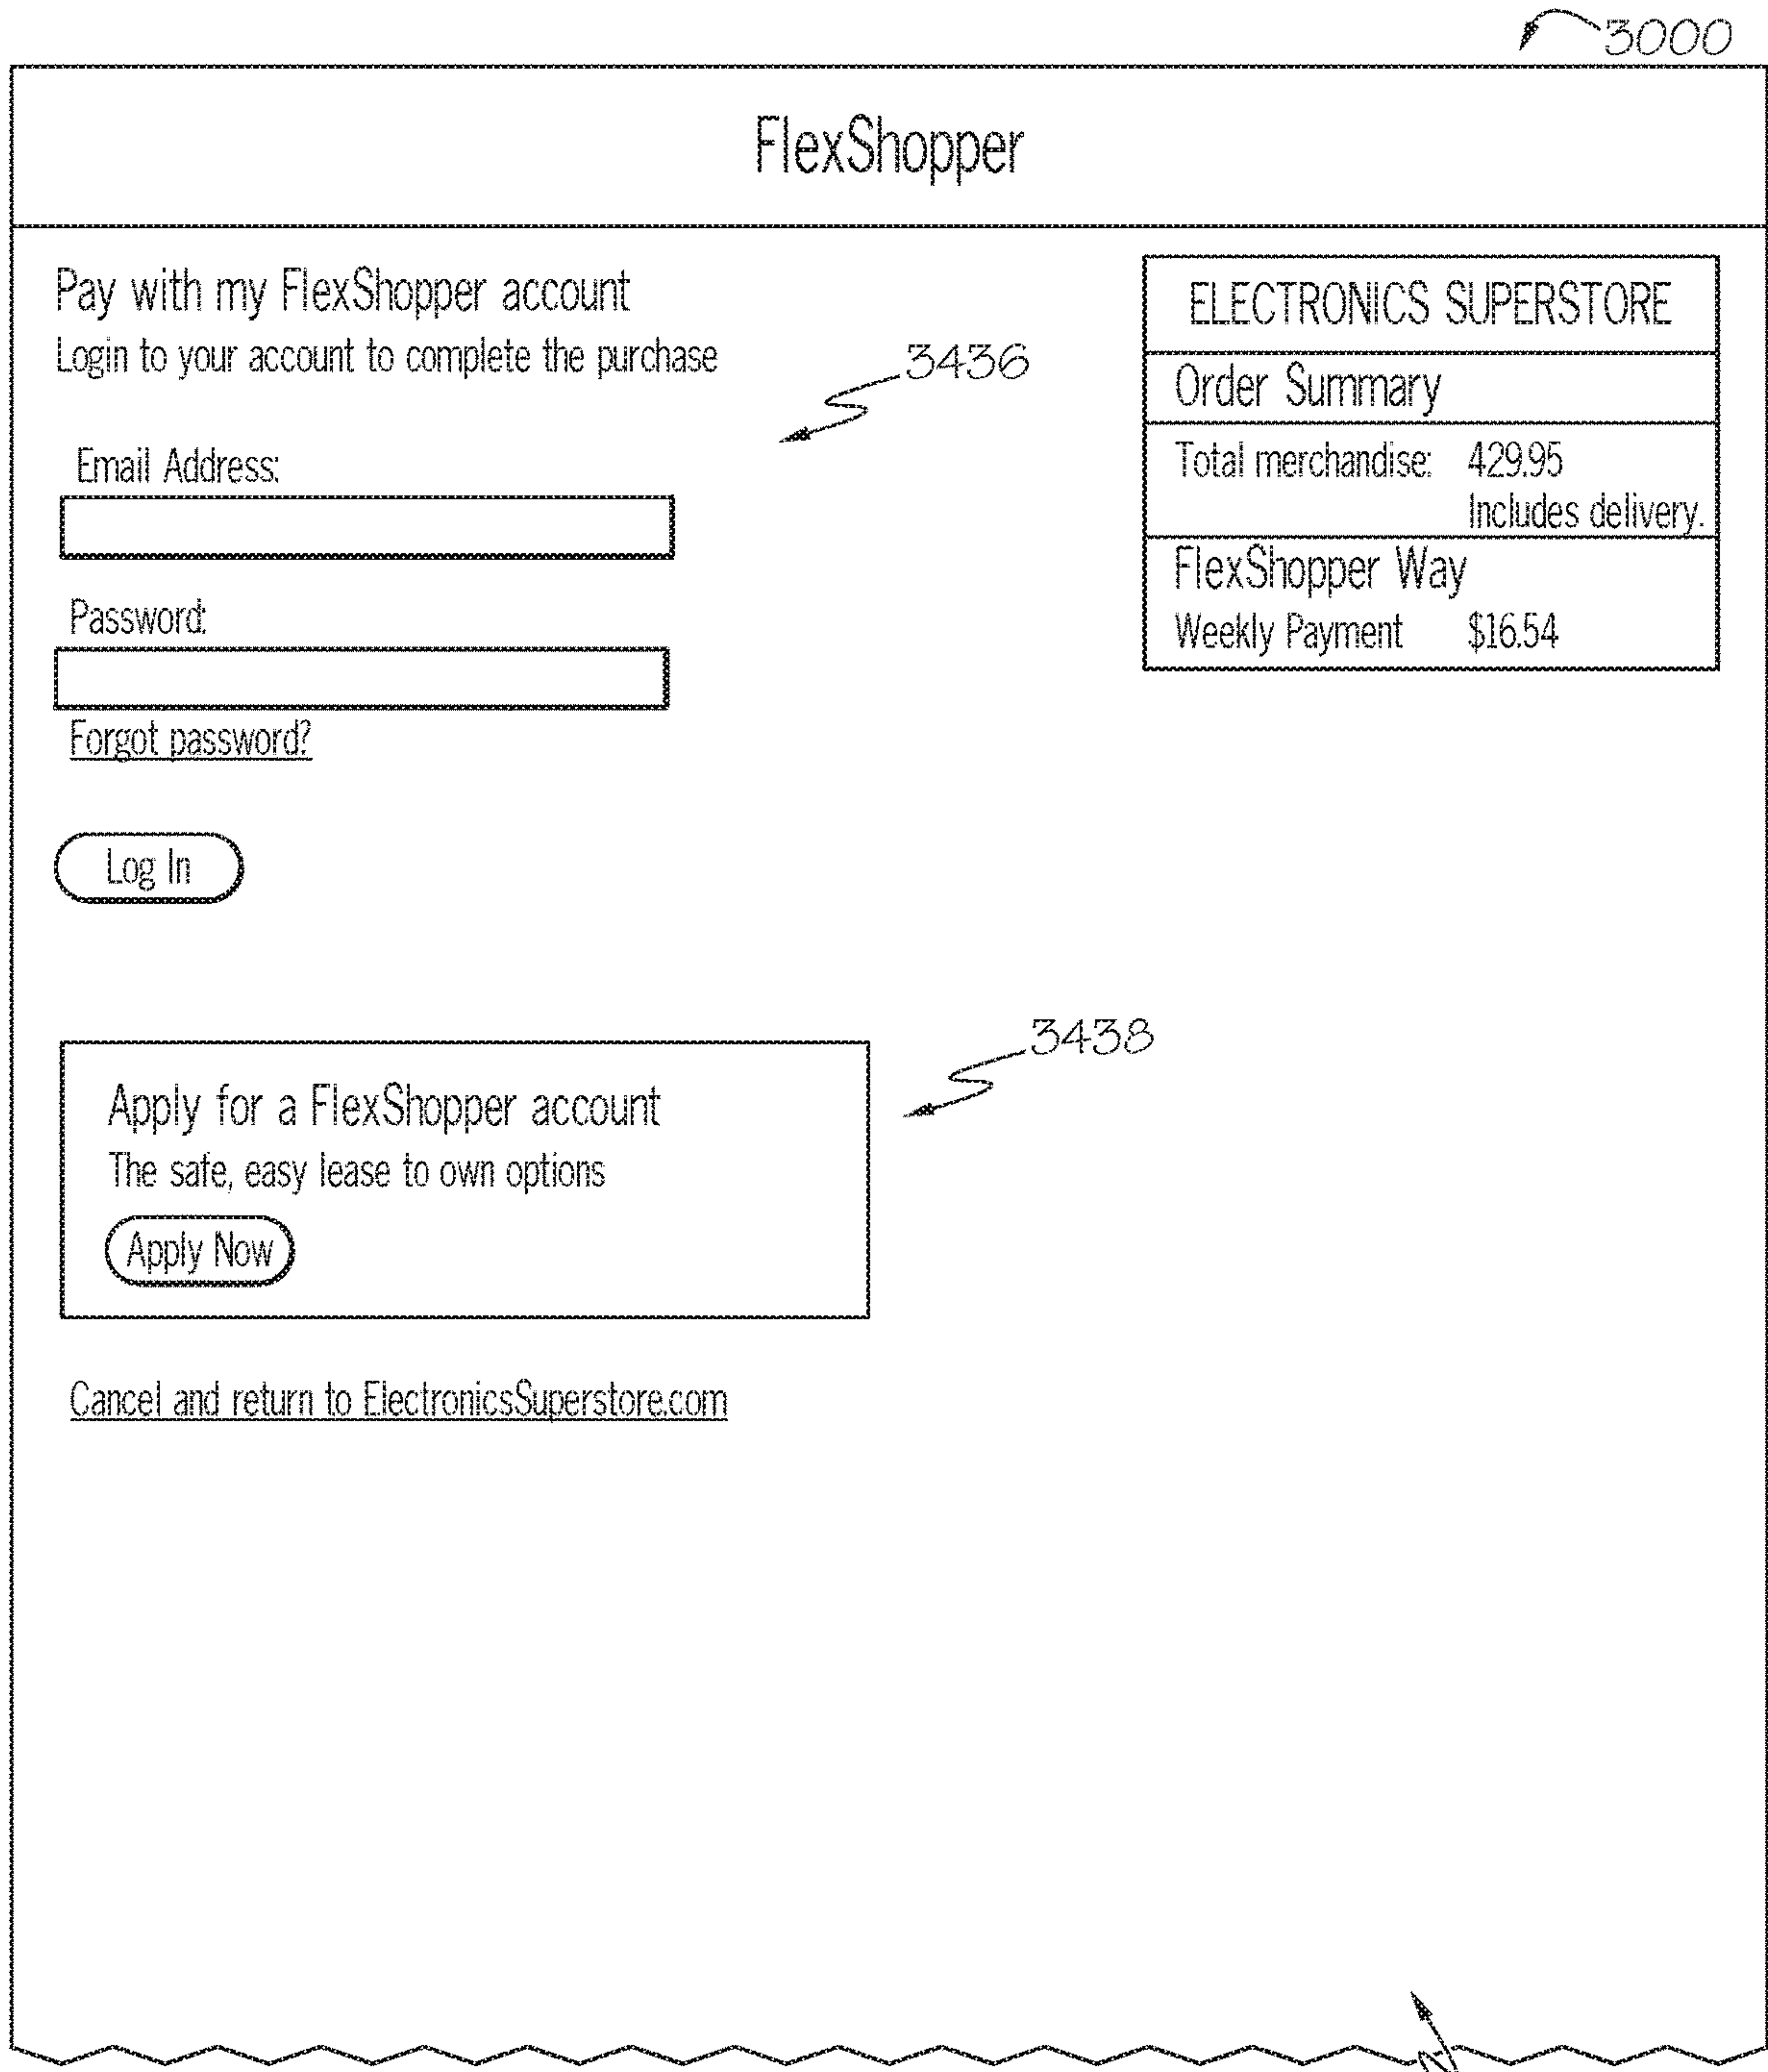 3000
FlexShopper
Pay with my FlexShopper account
Login to your account to complete the purchase
3436
Email Address:
Password:
Forgot password?
Log In
ELECTRONICS SUPERSTORE
Order Summary
Total merchandise: 429.95
Includes delivery.
FlexShopper Way
Weekly Payment $16.54
3438
Apply for a FlexShopper account
The safe, easy lease to own options
Apply Now
Cancel and return to ElectronicsSuperstore.com